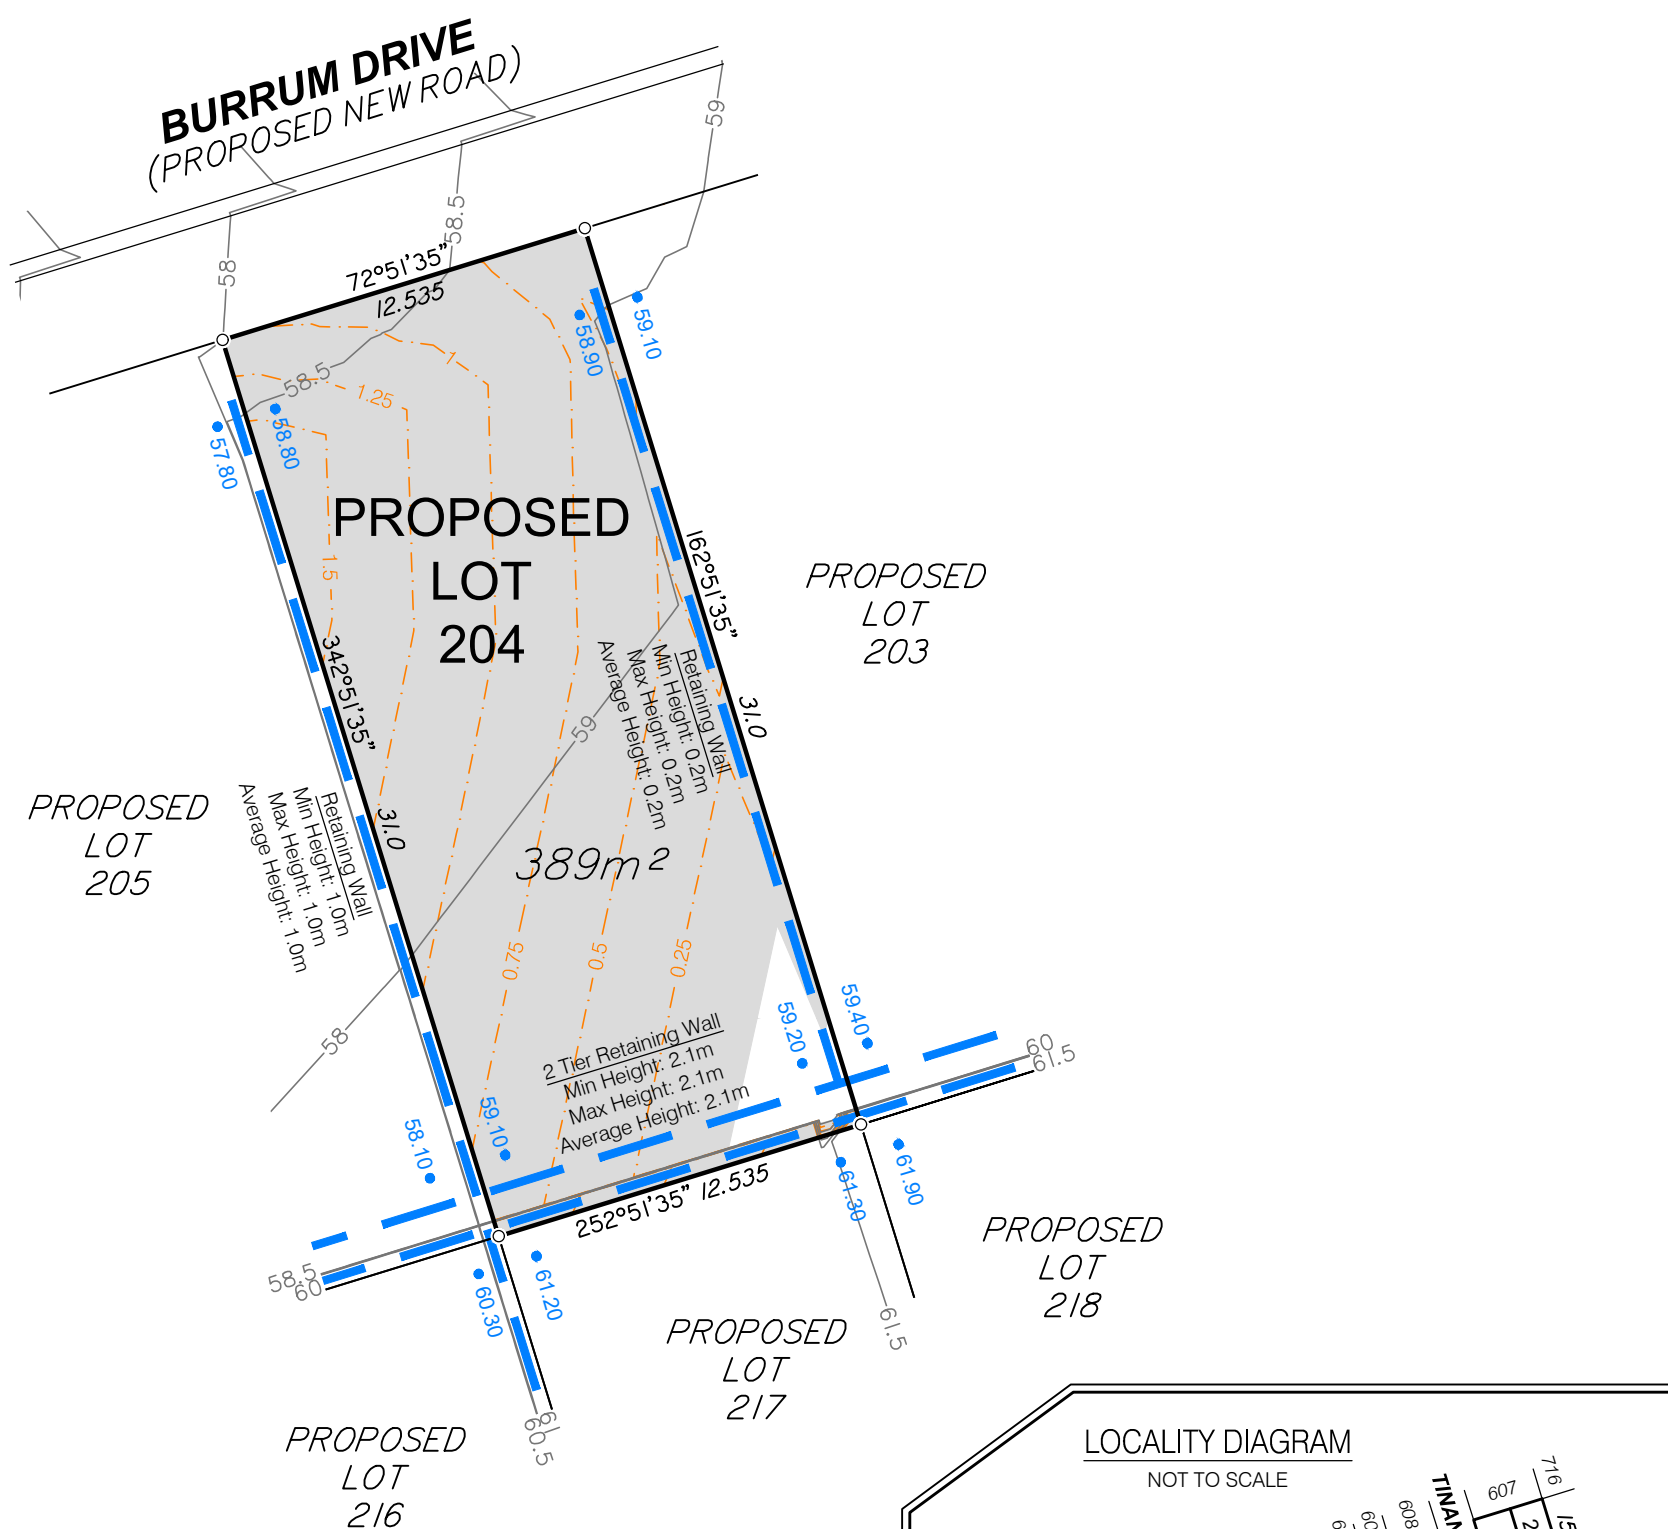 BURRUM DRIVE
(PROPOSED NEW ROAD)
59
58.5
58
72°51'35"
12.535
59.10
58.90
58.5
1
1.25
58.80
57.80
PROPOSED
LOT
204
1.5
162°51'35"
31.0
PROPOSED
LOT
203
342°51'35"
31.0
Retaining Wall
Min Height: 0.2m
Max Height: 0.2m
Average Height: 0.2m
59
PROPOSED
LOT
205
Retaining Wall
Min Height: 1.0m
Max Height: 1.0m
Average Height: 1.0m
389m²
0.75
0.5
0.25
58
2 Tier Retaining Wall
Min Height: 2.1m
Max Height: 2.1m
Average Height: 2.1m
59.20
59.40
60
61.5
59.10
58.10
252°51'35" 12.535
61.30
61.90
58.5
60
60.30
61.20
61.5
PROPOSED
LOT
218
PROPOSED
LOT
217
61
60.5
PROPOSED
LOT
216
LOCALITY DIAGRAM
NOT TO SCALE
716
607
608